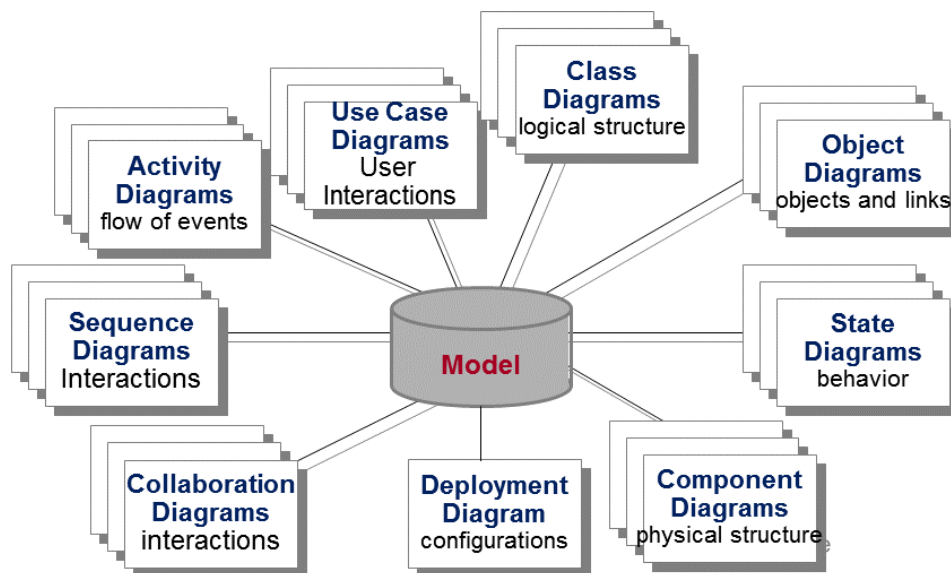 Class
Diagrams
logical structure
Use Case
Diagrams
User
Interactions
Object
Diagrams
objects and links
Activity
Diagrams
flow of events
Sequence
Diagrams
Interactions
Model
State
Diagrams
behavior
Collaboration
Diagrams
interactions
Deployment
Diagram
configurations
Component
Diagrams
physical structure